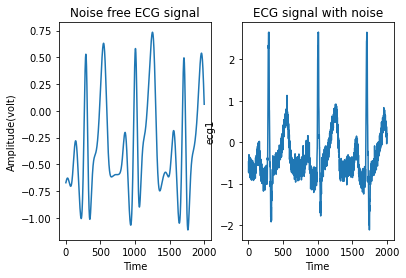 Noise free ECG signal
Amplitude(volt)
0.75
0.50
0.25
0.00
−0.25
−0.50
−0.75
−1.00
0 500 1000 1500 2000
Time
ECG signal with noise
ecg1
2
1
0
−1
−2
0 500 1000 1500 2000
Time